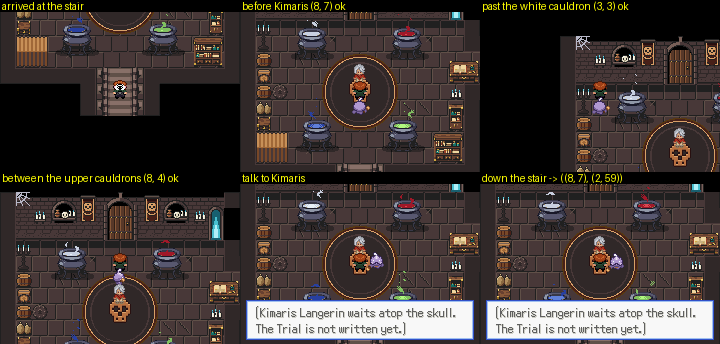 arrived at the stair
before Kimaris (8, 7) ok
past the white cauldron (3, 3) ok
between the upper cauldrons (8, 4) ok
talk to Kimaris
down the stair -> ((8, 7), (2, 59))
(Kimaris Langerin waits atop the skull.
The Trial is not written yet.)
(Kimaris Langerin waits atop the skull.
The Trial is not written yet.)